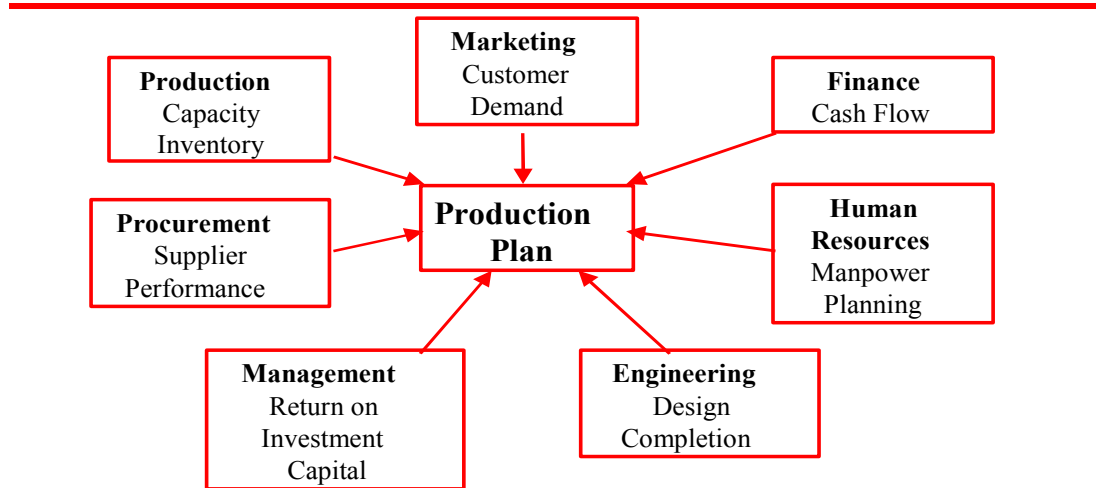 Marketing
Customer
Demand
Production
Capacity
Inventory
Finance
Cash Flow
Procurement
Supplier
Performance
Production
Plan
Human
Resources
Manpower
Planning
Management
Return on
Investment
Capital
Engineering
Design
Completion